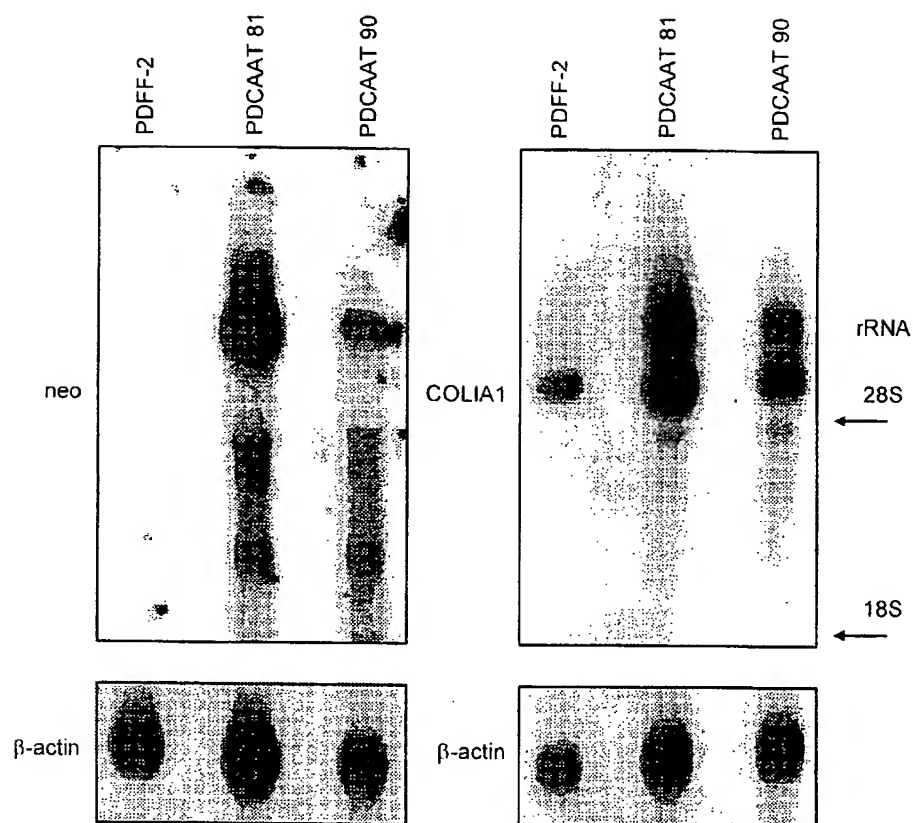 PDFF-2
PDCAAT 81
PDCAAT 90
PDFF-2
PDCAAT 81
PDCAAT 90
neo
COLIA1
rRNA
28S
18S
β-actin
β-actin